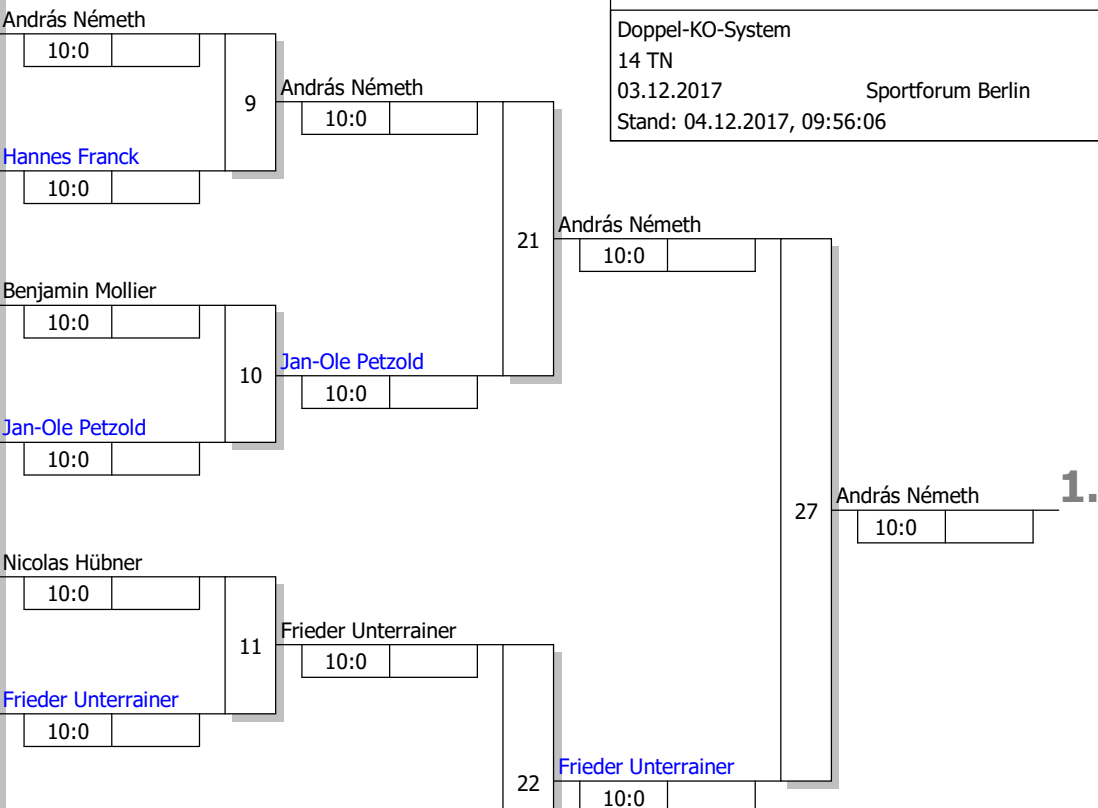 András Németh
10:0
Doppel-KO-System
14 TN
03.12.2017 Sportforum Berlin
Stand: 04.12.2017, 09:56:06
9
András Németh
10:0
Hannes Franck
10:0
21
András Németh
10:0
Benjamin Mollier
10:0
10
Jan-Ole Petzold
10:0
Jan-Ole Petzold
10:0
27
András Németh
10:0
1.
Nicolas Hübner
10:0
11
Frieder Unterrainer
10:0
Frieder Unterrainer
10:0
22
Frieder Unterrainer
10:0